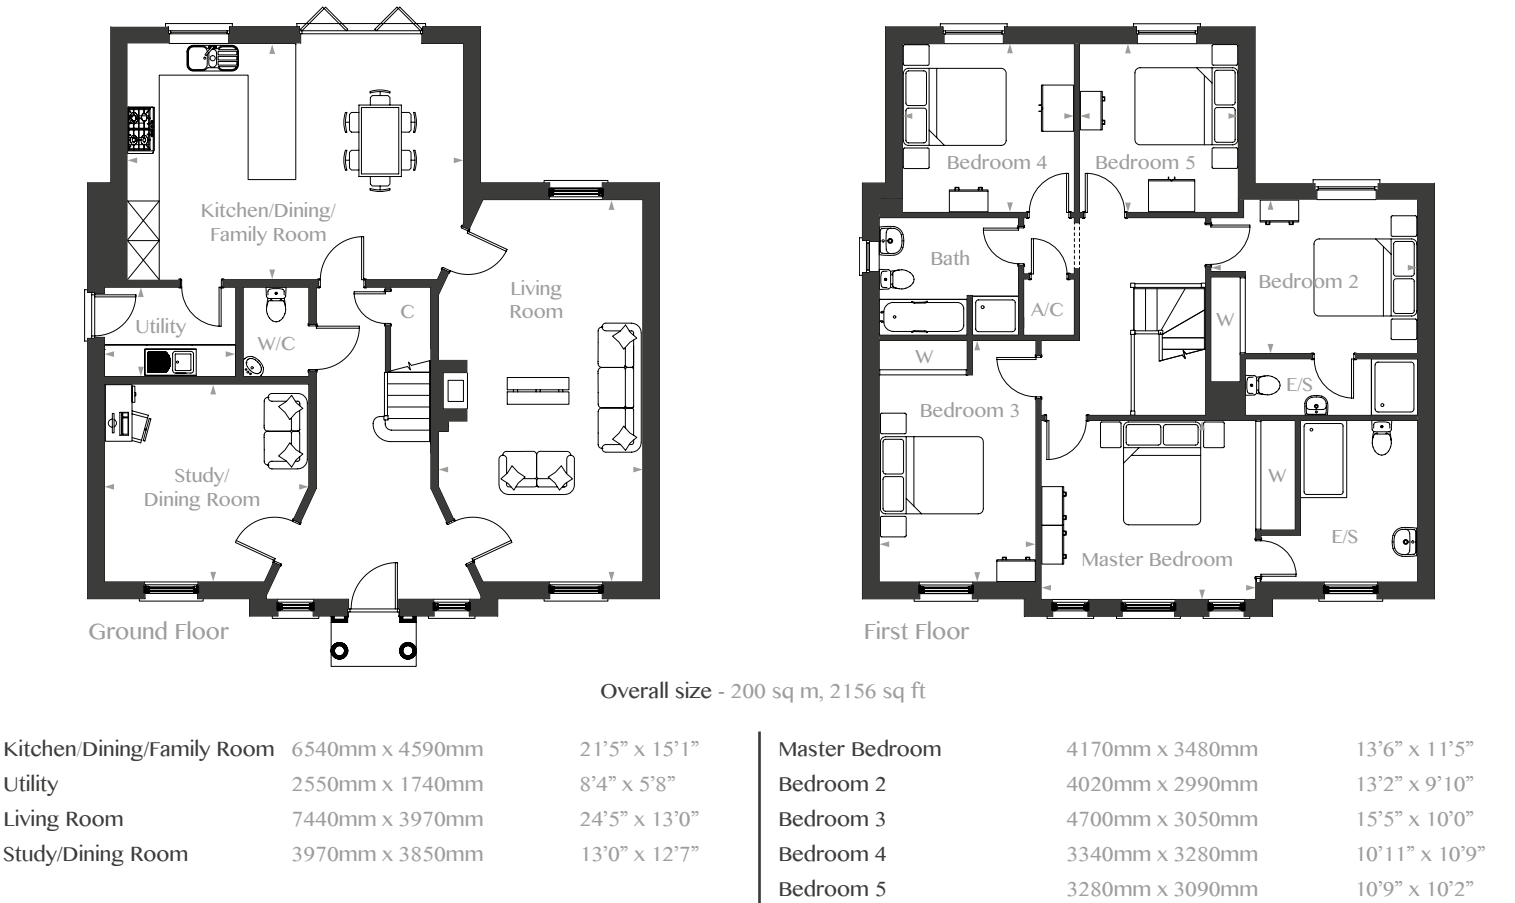 Kitchen/Dining/
Family Room
Living
Room
C
Utility
W/C
Study/
Dining Room
Ground Floor
Bedroom 4
Bedroom 5
Bath
A/C
Bedroom 2
W
W
E/S
Bedroom 3
W
E/S
Master Bedroom
First Floor
Overall size - 200 sq m, 2156 sq ft
Kitchen/Dining/Family Room 6540mm x 4590mm 21'5” x 15'1”
Utility 2550mm x 1740mm 8'4” x 5'8”
Living Room 7440mm x 3970mm 24'5” x 13'0”
Study/Dining Room 3970mm x 3850mm 13'0” x 12'7”
Master Bedroom 4170mm x 3480mm 13'6” x 11'5”
Bedroom 2 4020mm x 2990mm 13'2” x 9'10”
Bedroom 3 4700mm x 3050mm 15'5” x 10'0”
Bedroom 4 3340mm x 3280mm 10'11” x 10'9”
Bedroom 5 3280mm x 3090mm 10'9” x 10'2”